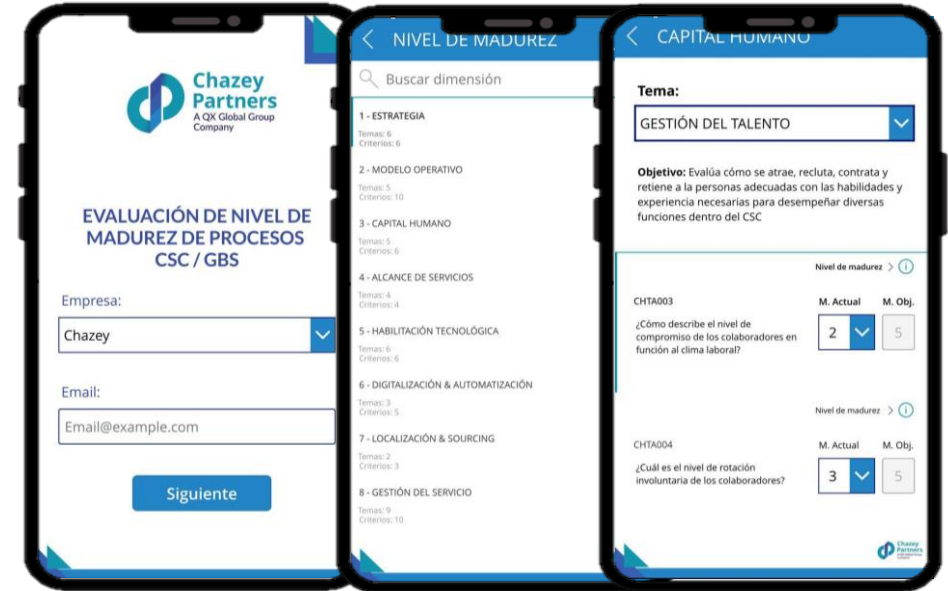 Chazey
Partners
A QX Global Group
Company
EVALUACIÓN DE NIVEL DE
MADUREZ DE PROCESOS
CSC / GBS
Empresa:
Chazey
Email:
Email@example.com
Siguiente
NIVEL DE MADUREZ
Buscar dimensión
1 - ESTRATEGIA
Temas: 6
Criterios: 6
2 - MODELO OPERATIVO
Temas: 5
Criterios: 10
3 - CAPITAL HUMANO
Temas: 5
Criterios: 6
4 - ALCANCE DE SERVICIOS
Temas: 4
Criterios: 4
5 - HABILITACIÓN TECNOLÓGICA
Temas: 6
Criterios: 6
6 - DIGITALIZACIÓN & AUTOMATIZACIÓN
Temas: 3
Criterios: 5
7 - LOCALIZACIÓN & SOURCING
Temas: 2
Criterios: 3
8 - GESTIÓN DEL SERVICIO
Temas: 9
Criterios: 10
CAPITAL HUMANO
Tema:
GESTIÓN DEL TALENTO
Objetivo: Evalúa cómo se atrae, recluta, contrata y
retiene a la personas adecuadas con las habilidades y
experiencia necesarias para desempeñar diversas
funciones dentro del CSC
Nivel de madurez >
CHTA003 M. Actual M. Obj.
¿Cómo describe el nivel de
compromiso de los colaboradores en
función al clima laboral?
2 5
Nivel de madurez >
CHTA004 M. Actual M. Obj.
¿Cuál es el nivel de rotación
involuntaria de los colaboradores?
3 5
Chazey
Partners